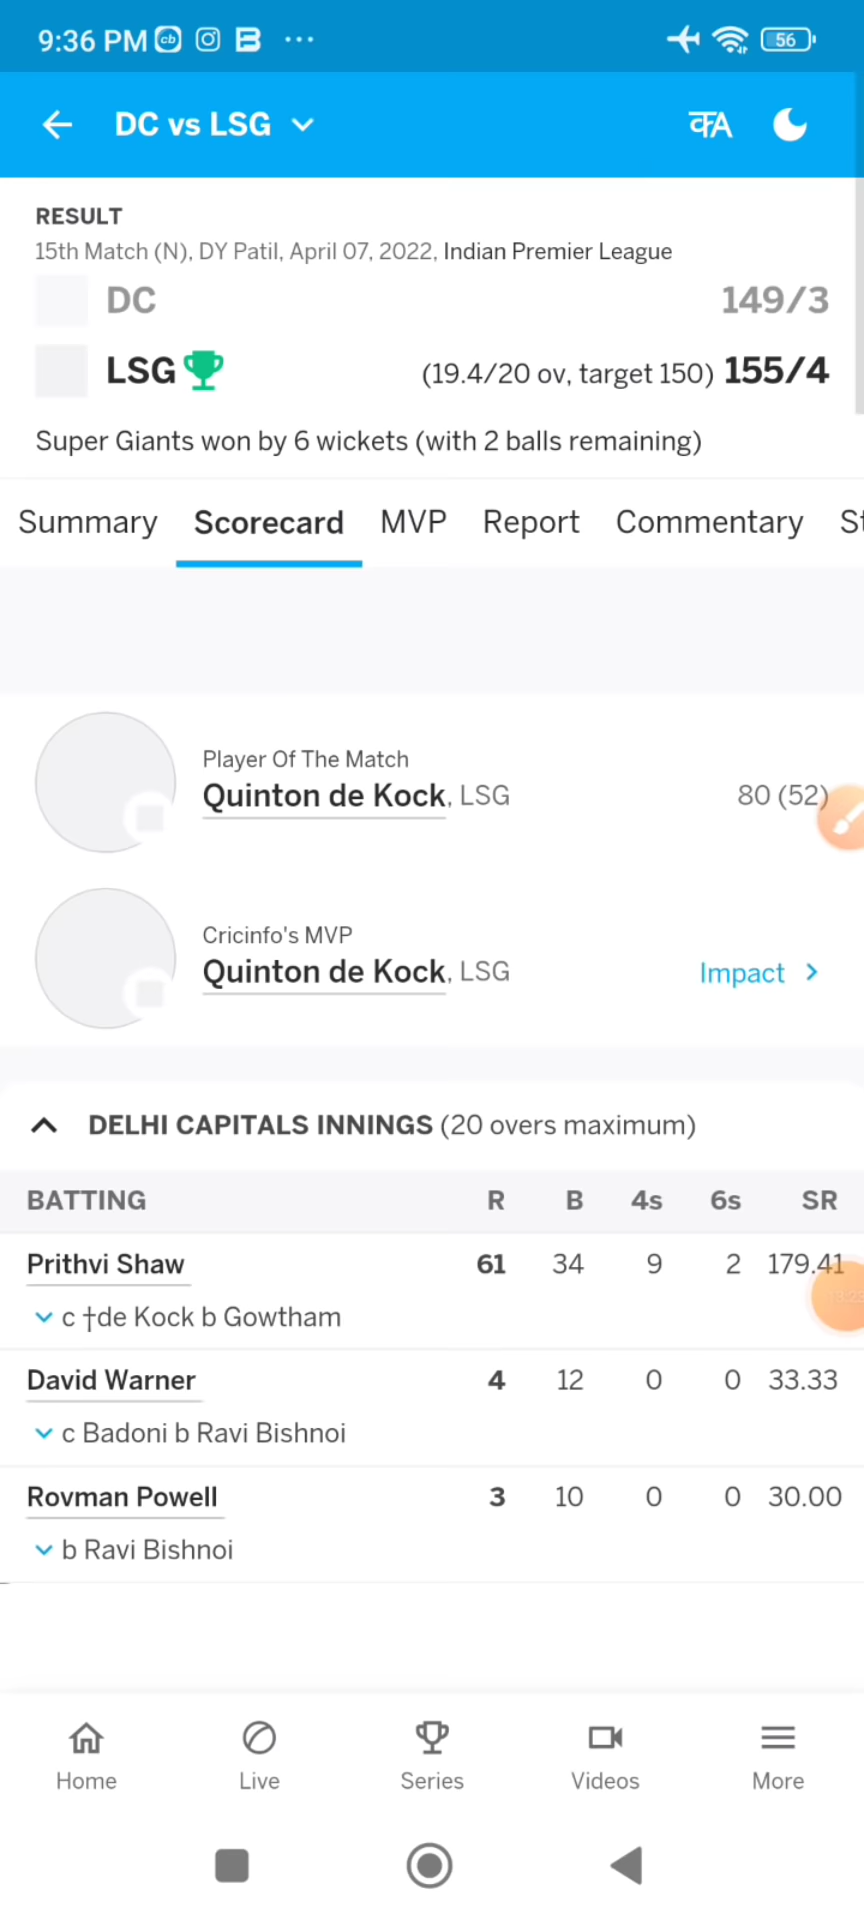 9:36 PM cb B ... 56
DC vs LSG
क A
RESULT
15th Match (N), DY Patil, April 07, 2022, Indian Premier League
DC 149/3
LSG (19.4/20 ov, target 150) 155/4
Super Giants won by 6 wickets (with 2 balls remaining)
Summary Scorecard MVP Report Commentary St
Player Of The Match
Quinton de Kock, LSG 80 (52)
Cricinfo's MVP
Quinton de Kock, LSG Impact
DELHI CAPITALS INNINGS (20 overs maximum)
BATTING R B 4s 6s SR
Prithvi Shaw 61 34 9 2 179.41
c †de Kock b Gowtham
David Warner 4 12 0 0 33.33
c Badoni b Ravi Bishnoi
Rovman Powell 3 10 0 0 30.00
b Ravi Bishnoi
Home Live Series Videos More